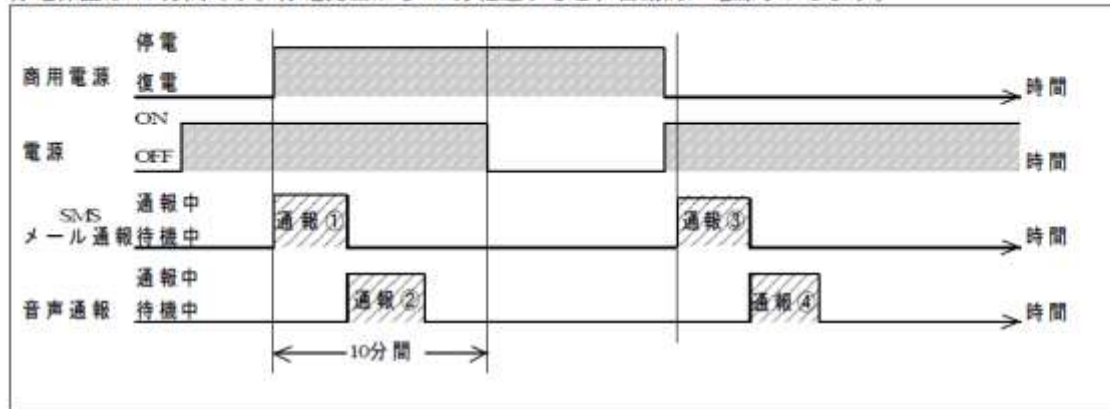 停電
商用電源
復電
時間
ON
電源
OFF
時間
SMS
メール通報
通報中
待機中
通報①
通報③
時間
通報中
音声通報
待機中
通報②
通報④
時間
10分間